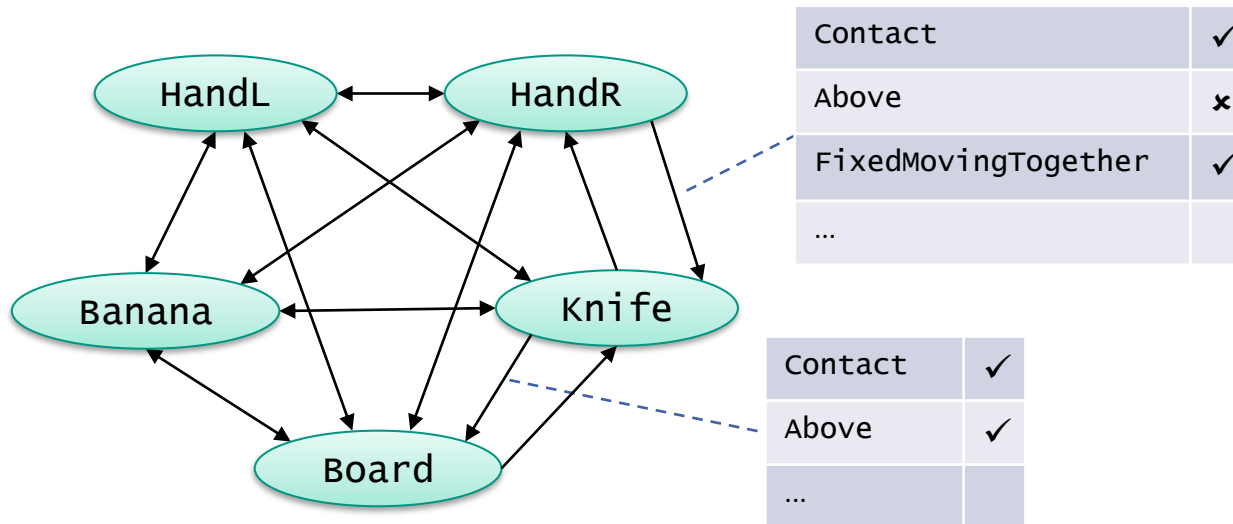 HandL
HandR
Banana
Knife
Board
Contact ✓
Above ✗
FixedMovingTogether ✓
…
Contact ✓
Above ✓
…